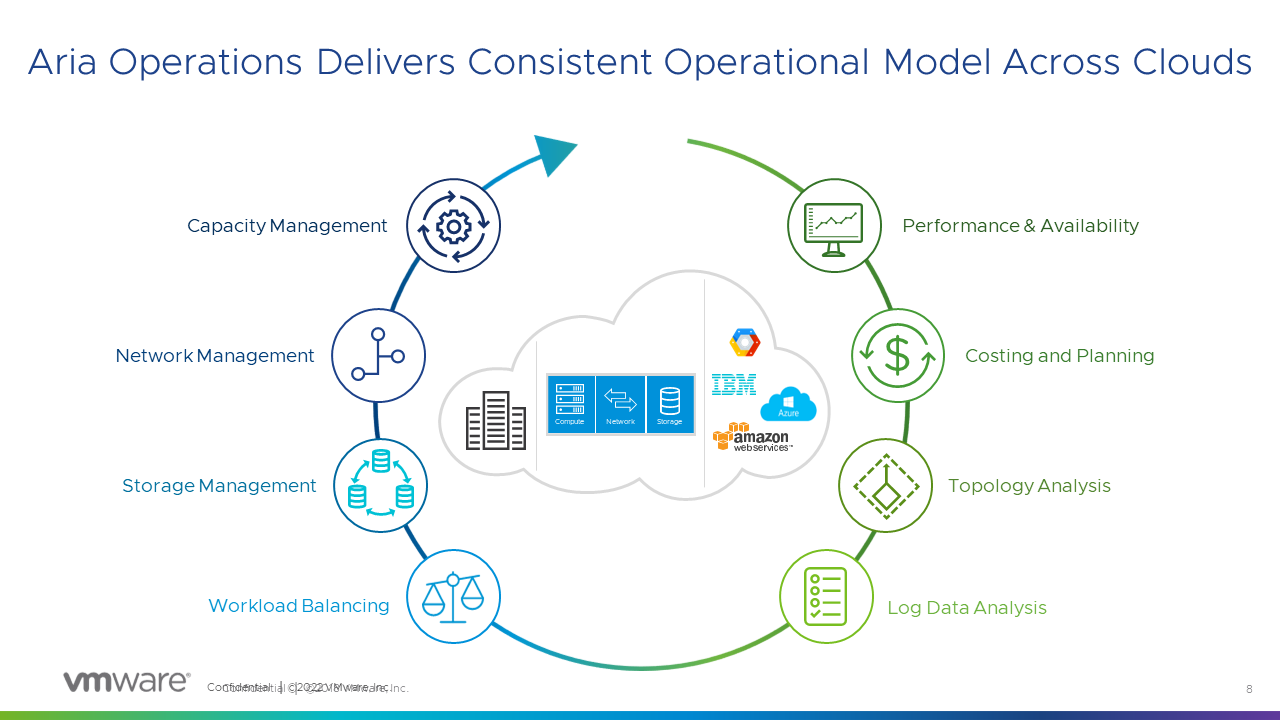 Aria Operations Delivers Consistent Operational Model Across Clouds
Capacity Management
Performance & Availability
Network Management
Costing and Planning
IBM
Azure
Compute
Network
Storage
amazon
webservices™
Storage Management
Topology Analysis
Workload Balancing
Log Data Analysis
vmware®
Confidential │ ©2022 VMware, Inc.
8